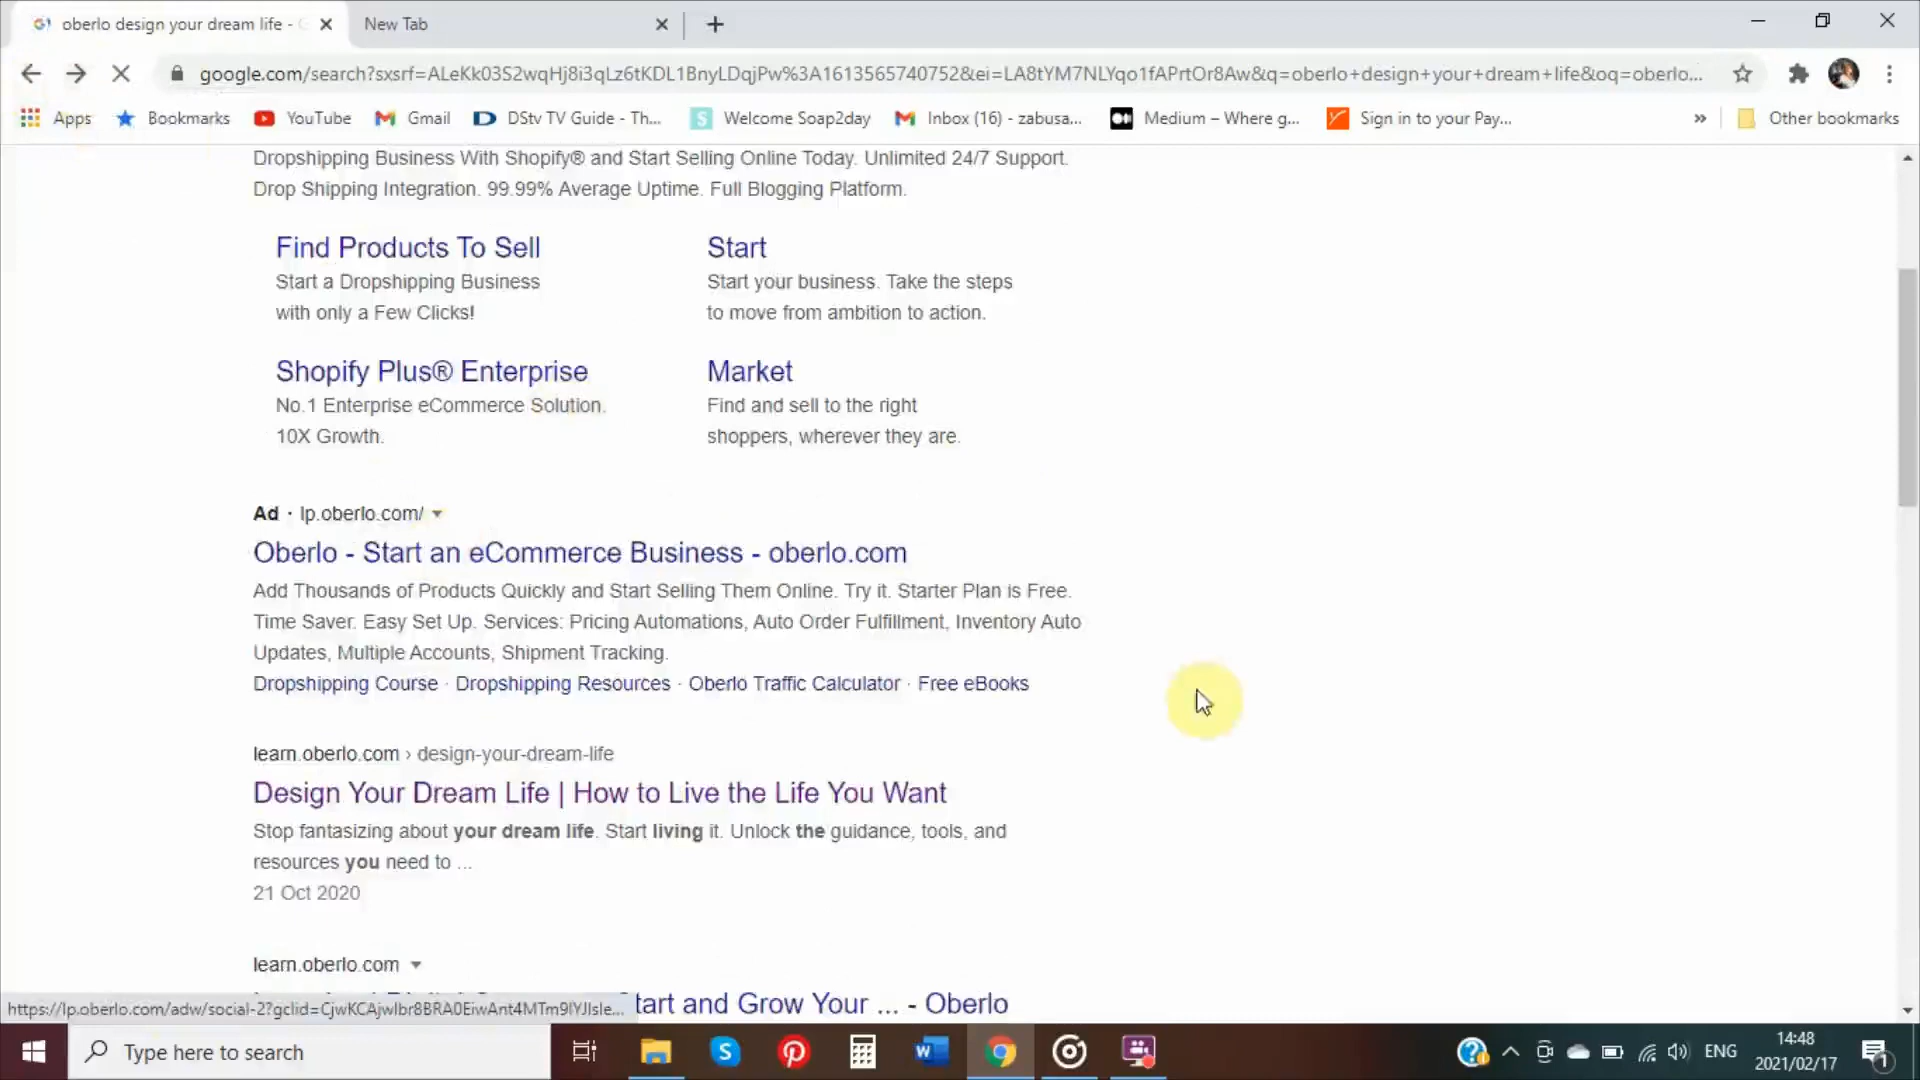 oberlo design your dream life -
New Tab
google.com/search?sxsrf=ALeKk03S2wqHj8i3qLz6tKDL1BnyLDqjPw%3A1613565740752&ei=LA8tYM7NLYqo1fAPrtOr8Aw&q=oberlo+design+your+dream+life&oq=oberlo...
Apps
Bookmarks
YouTube
Gmail
DStv TV Guide - Th...
Welcome Soap2day
Inbox (16) - zabusa...
Medium – Where g...
Sign in to your Pay...
»
Other bookmarks
Dropshipping Business With Shopify® and Start Selling Online Today. Unlimited 24/7 Support.
Drop Shipping Integration. 99.99% Average Uptime. Full Blogging Platform.
Find Products To Sell
Start a Dropshipping Business
with only a Few Clicks!
Start
Start your business. Take the steps
to move from ambition to action.
Shopify Plus® Enterprise
No.1 Enterprise eCommerce Solution.
10X Growth.
Market
Find and sell to the right
shoppers, wherever they are.
Ad · lp.oberlo.com/
Oberlo - Start an eCommerce Business - oberlo.com
Add Thousands of Products Quickly and Start Selling Them Online. Try it. Starter Plan is Free.
Time Saver. Easy Set Up. Services: Pricing Automations, Auto Order Fulfillment, Inventory Auto
Updates, Multiple Accounts, Shipment Tracking.
Dropshipping Course · Dropshipping Resources · Oberlo Traffic Calculator · Free eBooks
learn.oberlo.com › design-your-dream-life
Design Your Dream Life | How to Live the Life You Want
Stop fantasizing about your dream life. Start living it. Unlock the guidance, tools, and
resources you need to ...
21 Oct 2020
learn.oberlo.com
Start and Grow Your ... - Oberlo
https://lp.oberlo.com/adw/social-2?gclid=CjwKCAjwlbr8BRA0EiwAnt4MTm9lYJIsle...
Type here to search
ENG
14:48
2021/02/17
1